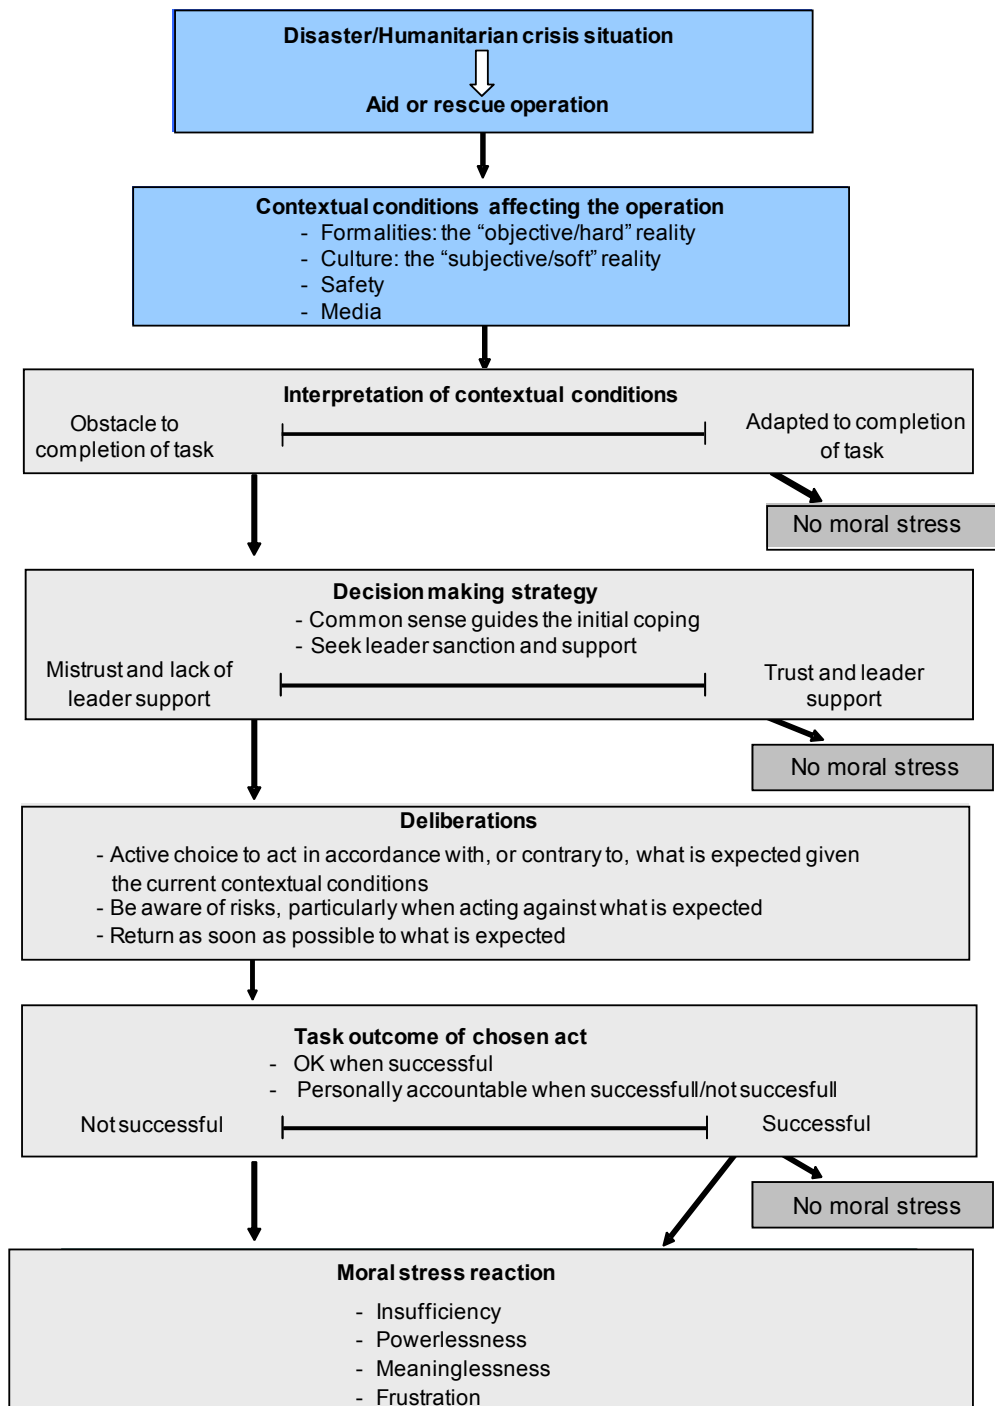 Disaster/Humanitarian crisis situation
Aid or rescue operation
Contextual conditions affecting the operation
- Formalities: the “objective/hard” reality
- Culture: the “subjective/soft” reality
- Safety
- Media
Interpretation of contextual conditions
Obstacle to
completion of task
Adapted to completion
of task
No moral stress
Decision making strategy
- Common sense guides the initial coping
- Seek leader sanction and support
Mistrust and lack of
leader support
Trust and leader
support
No moral stress
Deliberations
- Active choice to act in accordance with, or contrary to, what is expected given
the current contextual conditions
- Be aware of risks, particularly when acting against what is expected
- Return as soon as possible to what is expected
Task outcome of chosen act
- OK when successful
- Personally accountable when successfull/not succesfull
Not successful
Successful
No moral stress
Moral stress reaction
- Insufficiency
- Powerlessness
- Meaninglessness
- Frustration